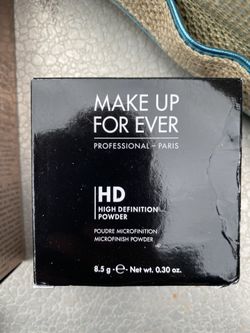 MAKE UP
FOR EVER
PROFESSIONAL – PARIS
HD
HIGH DEFINITION
POWDER
POUDRE MICROFINITION
MICROFINISH POWDER
8.5 g - ℮ - Net wt. 0.30 oz.